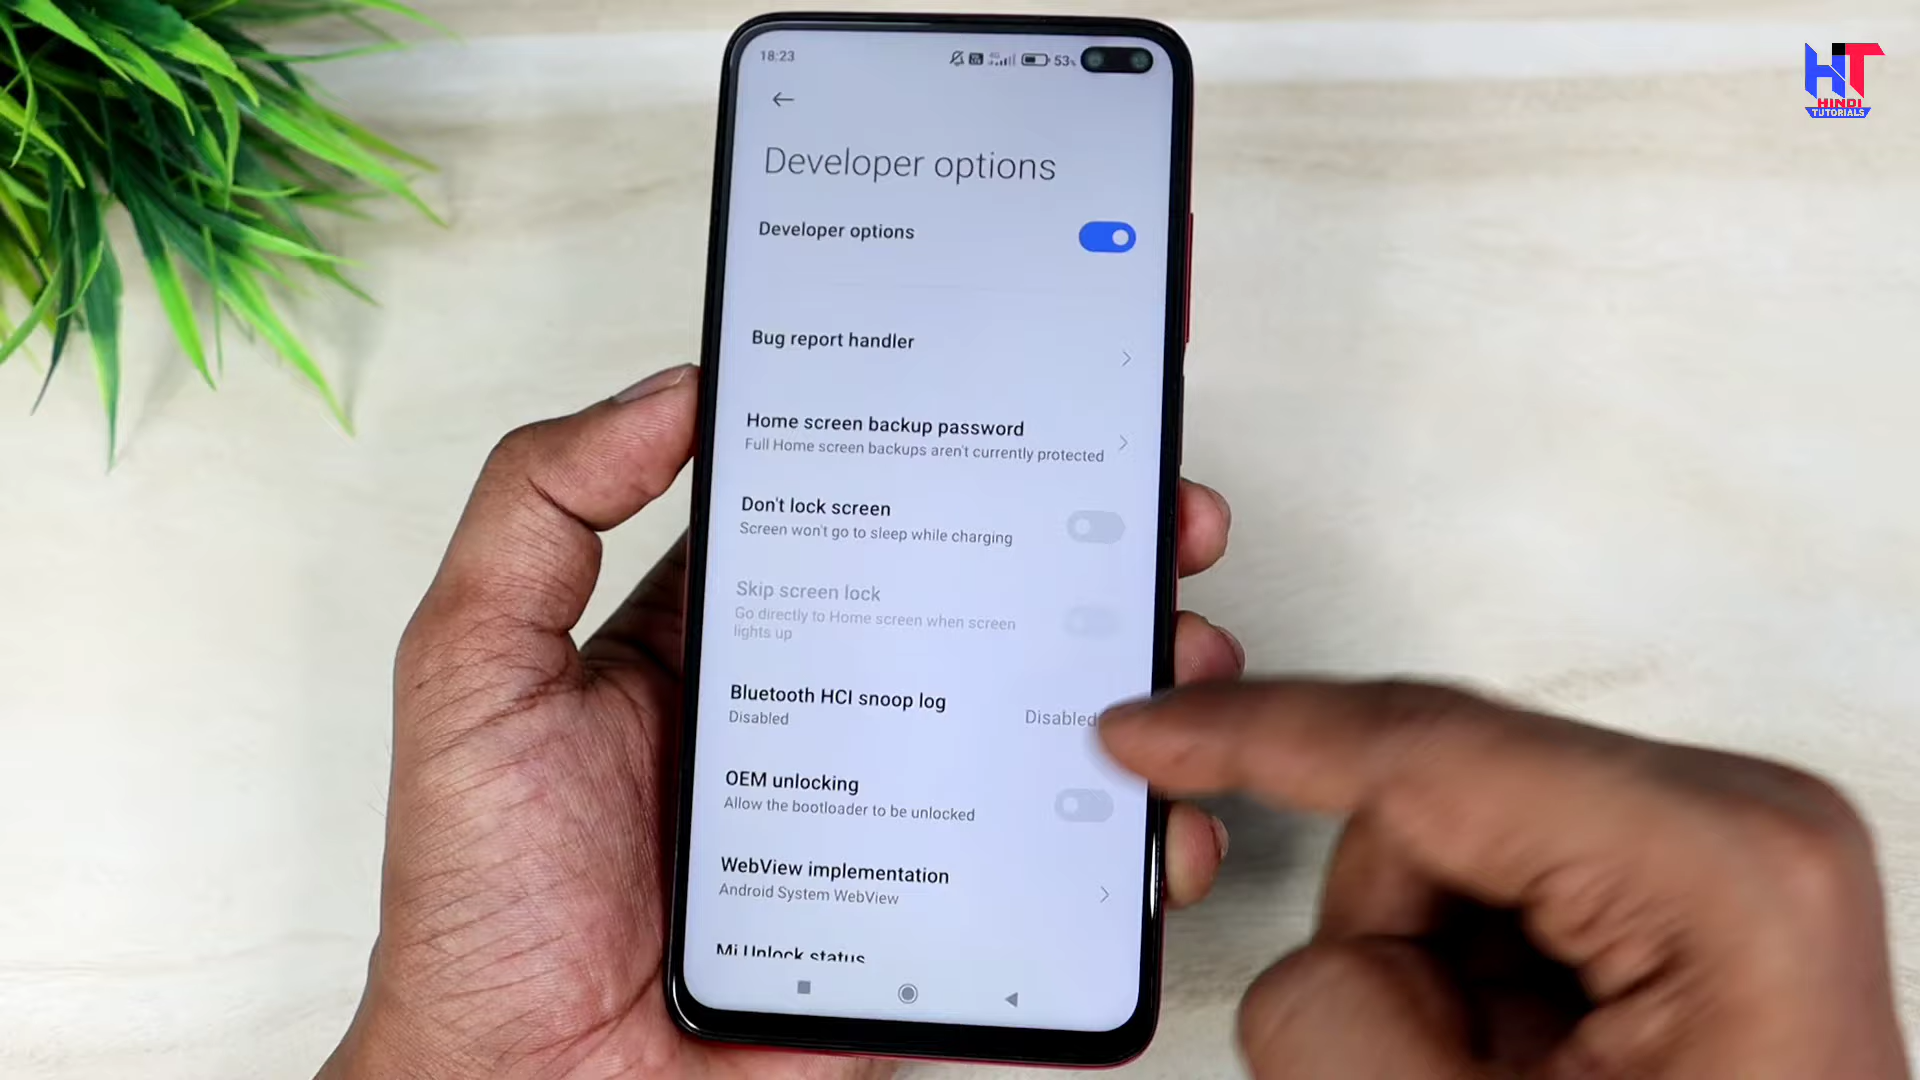 18:23
4G
53%
HT
HINDI
TUTORIALS
Developer options
Developer options
Bug report handler
Home screen backup password
Full Home screen backups aren't currently protected
Don't lock screen
Screen won't go to sleep while charging
Skip screen lock
Go directly to Home screen when screen
lights up
Bluetooth HCI snoop log
Disabled
Disabled
OEM unlocking
Allow the bootloader to be unlocked
WebView implementation
Android System WebView
Mi Unlock status